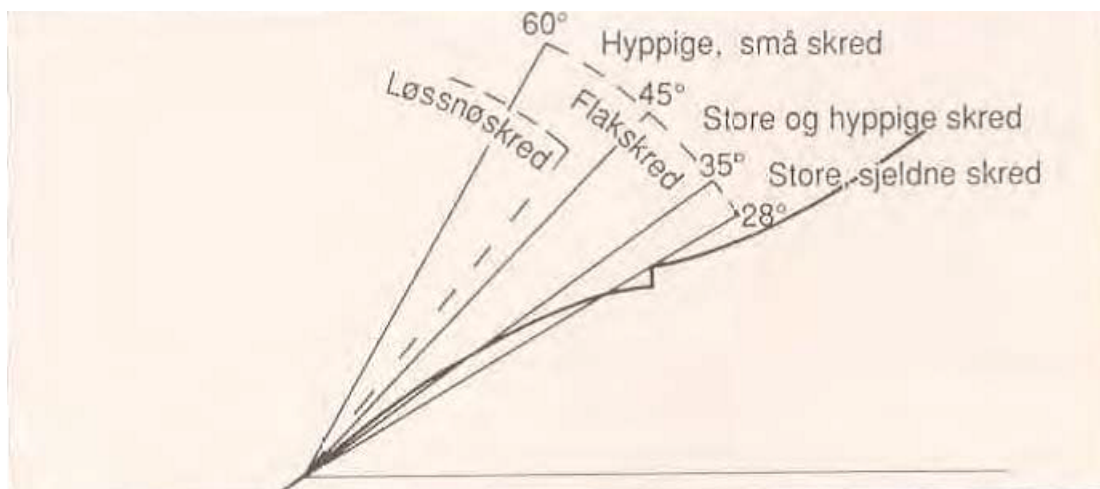 60°
Hyppige, små skred
Løssnøskred
Flakskred
45°
Store og hyppige skred
35°
Store, sjeldne skred
28°